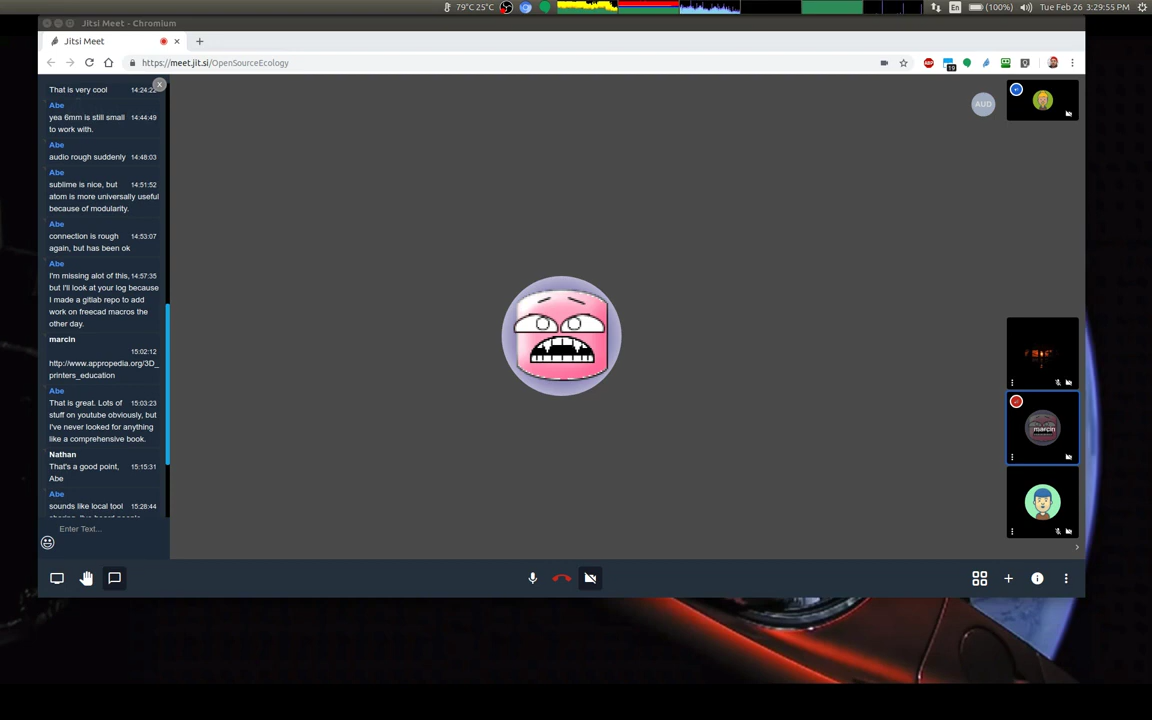 79°C 25°C
En
(100%)
Tue Feb 26 3:29:55 PM
Jitsi Meet - Chromium
Jitsi Meet
https://meet.jit.si/OpenSourceEcology
ABP
19
That is very cool 14:24:22
Abe
yea 6mm is still small 14:44:49
to work with.
Abe
audio rough suddenly 14:48:03
Abe
sublime is nice, but 14:51:52
atom is more universally useful
because of modularity.
Abe
connection is rough 14:53:07
again, but has been ok
Abe
I'm missing alot of this, 14:57:35
but I'll look at your log because
I made a gitlab repo to add
work on freecad macros the
other day.
marcin
15:02:12
http://www.appropedia.org/3D_
printers_education
Abe
That is great. Lots of 15:03:23
stuff on youtube obviously, but
I've never looked for anything
like a comprehensive book.
Nathan
That's a good point, 15:15:31
Abe
Abe
sounds like local tool 15:28:44
Enter Text...
AUD
marcin